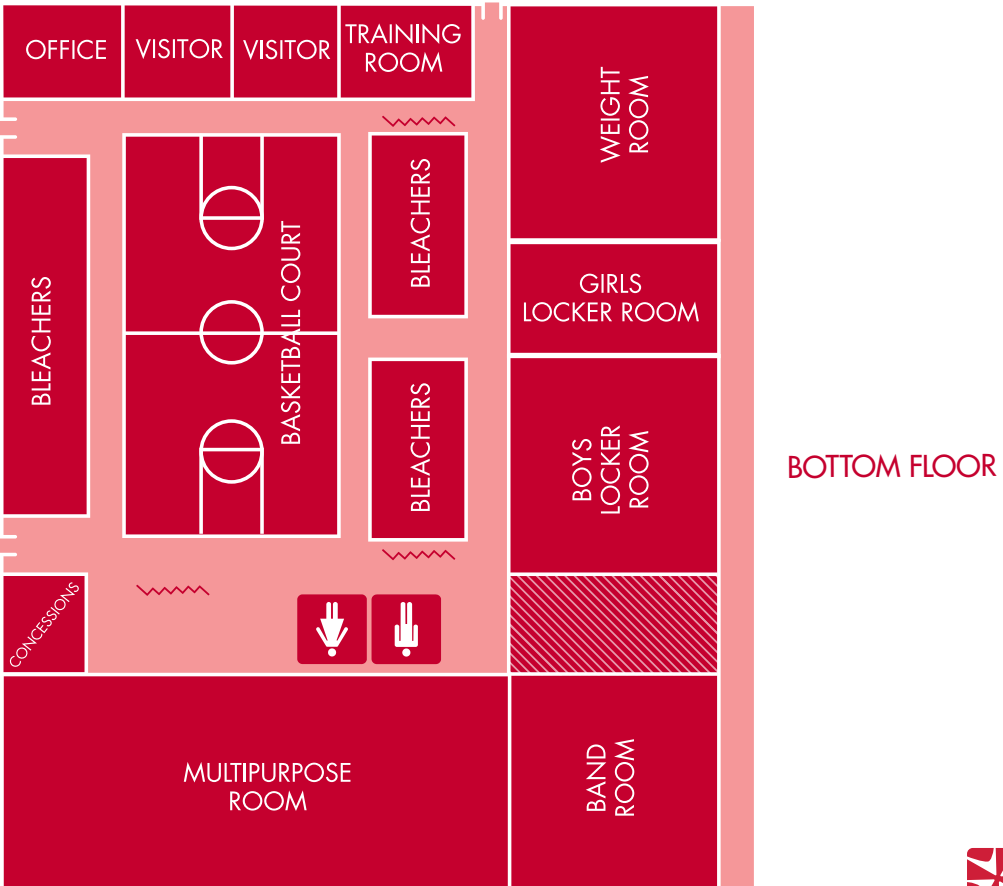 OFFICE
VISITOR
VISITOR
TRAINING
ROOM
WEIGHT
ROOM
BLEACHERS
BLEACHERS
BASKETBALL COURT
GIRLS
LOCKER ROOM
BLEACHERS
BOYS
LOCKER
ROOM
BOTTOM FLOOR
CONCESSIONS
MULTIPURPOSE
ROOM
BAND
ROOM